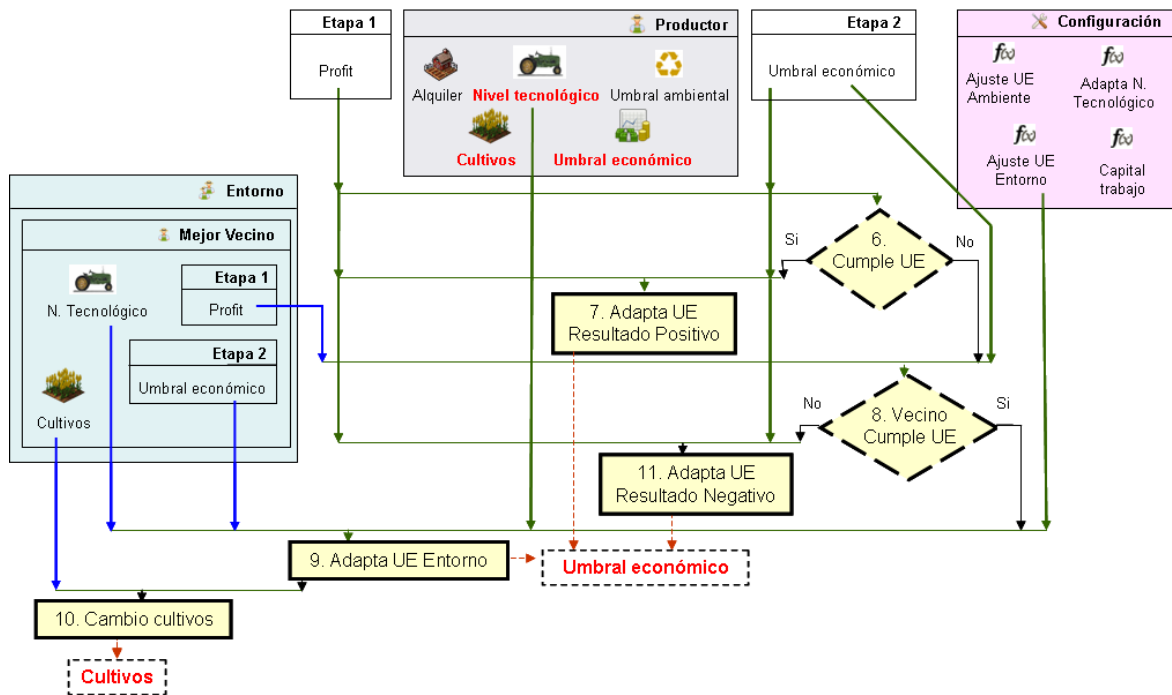 Etapa 1
Profit
Productor
Alquiler
Nivel tecnológico
Umbral ambiental
Cultivos
Umbral económico
Etapa 2
Umbral económico
Configuración
f(x)
Ajuste UE
Ambiente
f(x)
Adapta N.
Tecnológico
f(x)
Ajuste UE
Entorno
f(x)
Capital
trabajo
Entorno
Mejor Vecino
N. Tecnológico
Etapa 1
Profit
Etapa 2
Umbral económico
Cultivos
Si
6.
Cumple UE
No
7. Adapta UE
Resultado Positivo
No
8. Vecino
Cumple UE
Si
11. Adapta UE
Resultado Negativo
9. Adapta UE Entorno
Umbral económico
10. Cambio cultivos
Cultivos